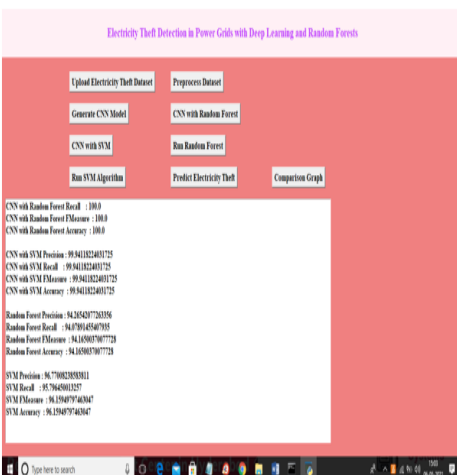 Electricity Theft Detection in Power Grids with Deep Learning and Random Forests
Upload Electricity Theft Dataset Preprocess Dataset
Generate CNN Model CNN with Random Forest
CNN with SVM Run Random Forest
Run SVM Algorithm Predict Electricity Theft Comparison Graph
CNN with Random Forest Recall : 100.0
CNN with Random Forest FMeasure : 100.0
CNN with Random Forest Accuracy : 100.0
CNN with SVM Precision : 99.94118224031725
CNN with SVM Recall : 99.94118224031725
CNN with SVM FMeasure : 99.94118224031725
CNN with SVM Accuracy : 99.94118224031725
Random Forest Precision : 94.26542077263356
Random Forest Recall : 94.07891455407935
Random Forest FMeasure : 94.16500370077728
Random Forest Accuracy : 94.16500370077728
SVM Precision : 96.77008238583811
SVM Recall : 95.796450013257
SVM FMeasure : 96.15949797463047
SVM Accuracy : 96.15949797463047
Type here to search